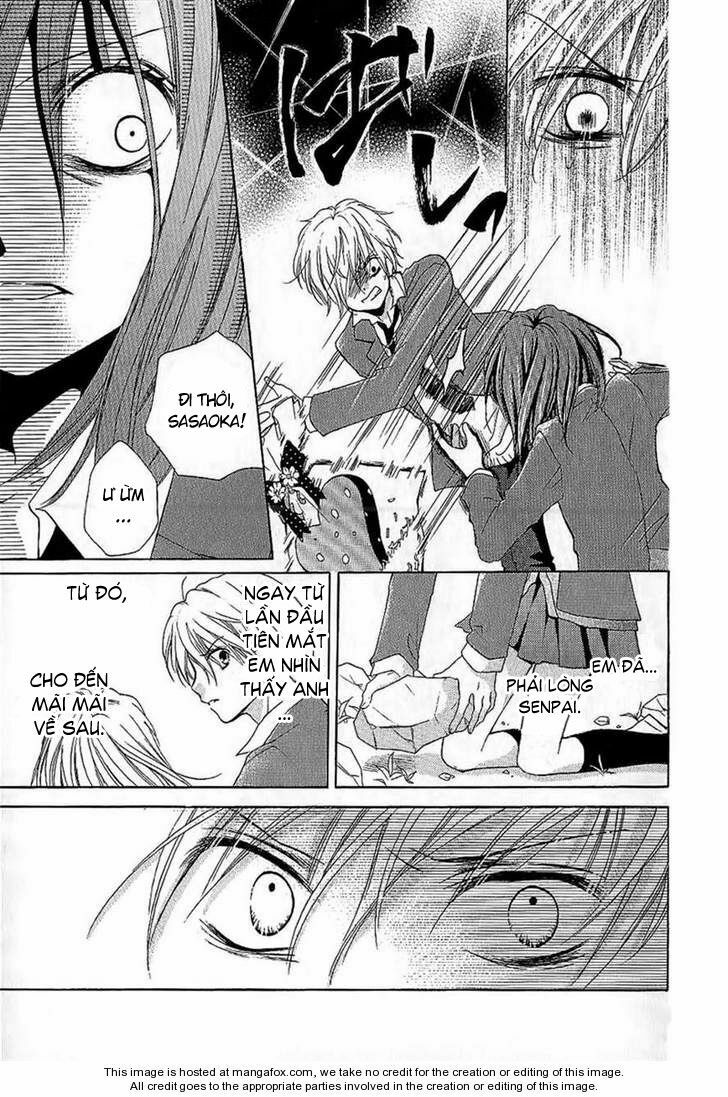 ばしっ
ĐI THÔI,
SASAOKA!
Ư ỪM
...
EM ĐÃ...
PHẢI LÒNG
SENPAI.
NGAY TỪ
LẦN ĐẦU
TIÊN MẮT
EM NHÌN
THẤY ANH
...
TỪ ĐÓ,
CHO ĐẾN
MÃI MÃI
VỀ SAU.
This image is hosted at mangafox.com, we take no credit for the creation or editing of this image.
All credit goes to the appropriate parties involved in the creation or editing of this image.